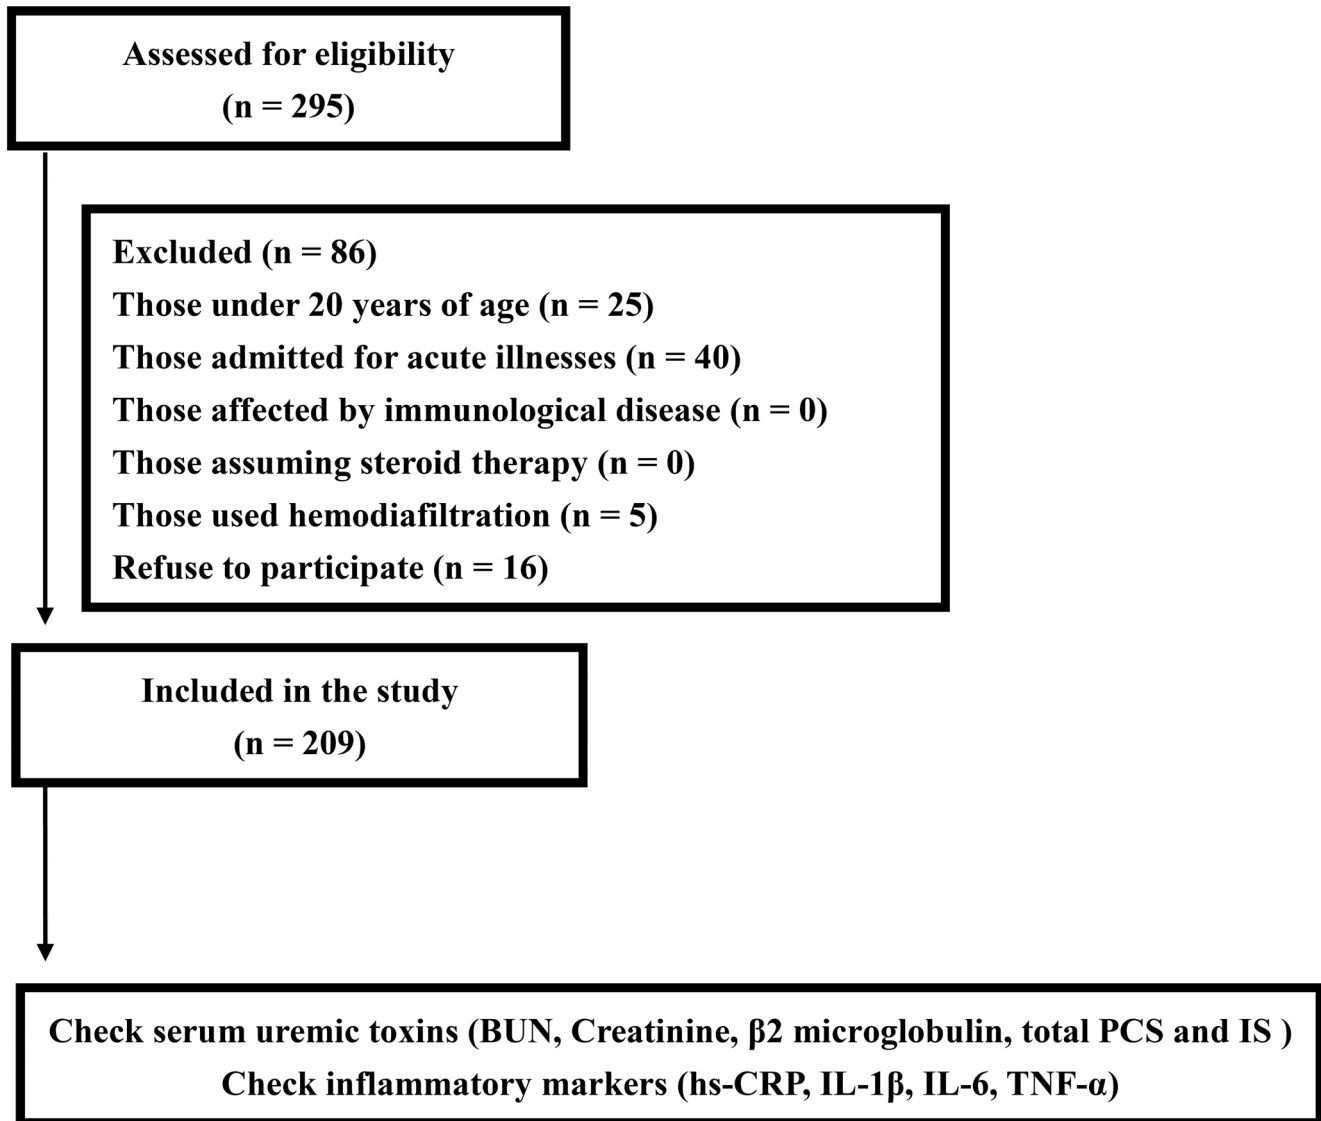 Assessed for eligibility
(n = 295)
Excluded (n = 86)
Those under 20 years of age (n = 25)
Those admitted for acute illnesses (n = 40)
Those affected by immunological disease (n = 0)
Those assuming steroid therapy (n = 0)
Those used hemodiafiltration (n = 5)
Refuse to participate (n = 16)
Included in the study
(n = 209)
Check serum uremic toxins (BUN, Creatinine, β2 microglobulin, total PCS and IS )
Check inflammatory markers (hs-CRP, IL-1β, IL-6, TNF-α)